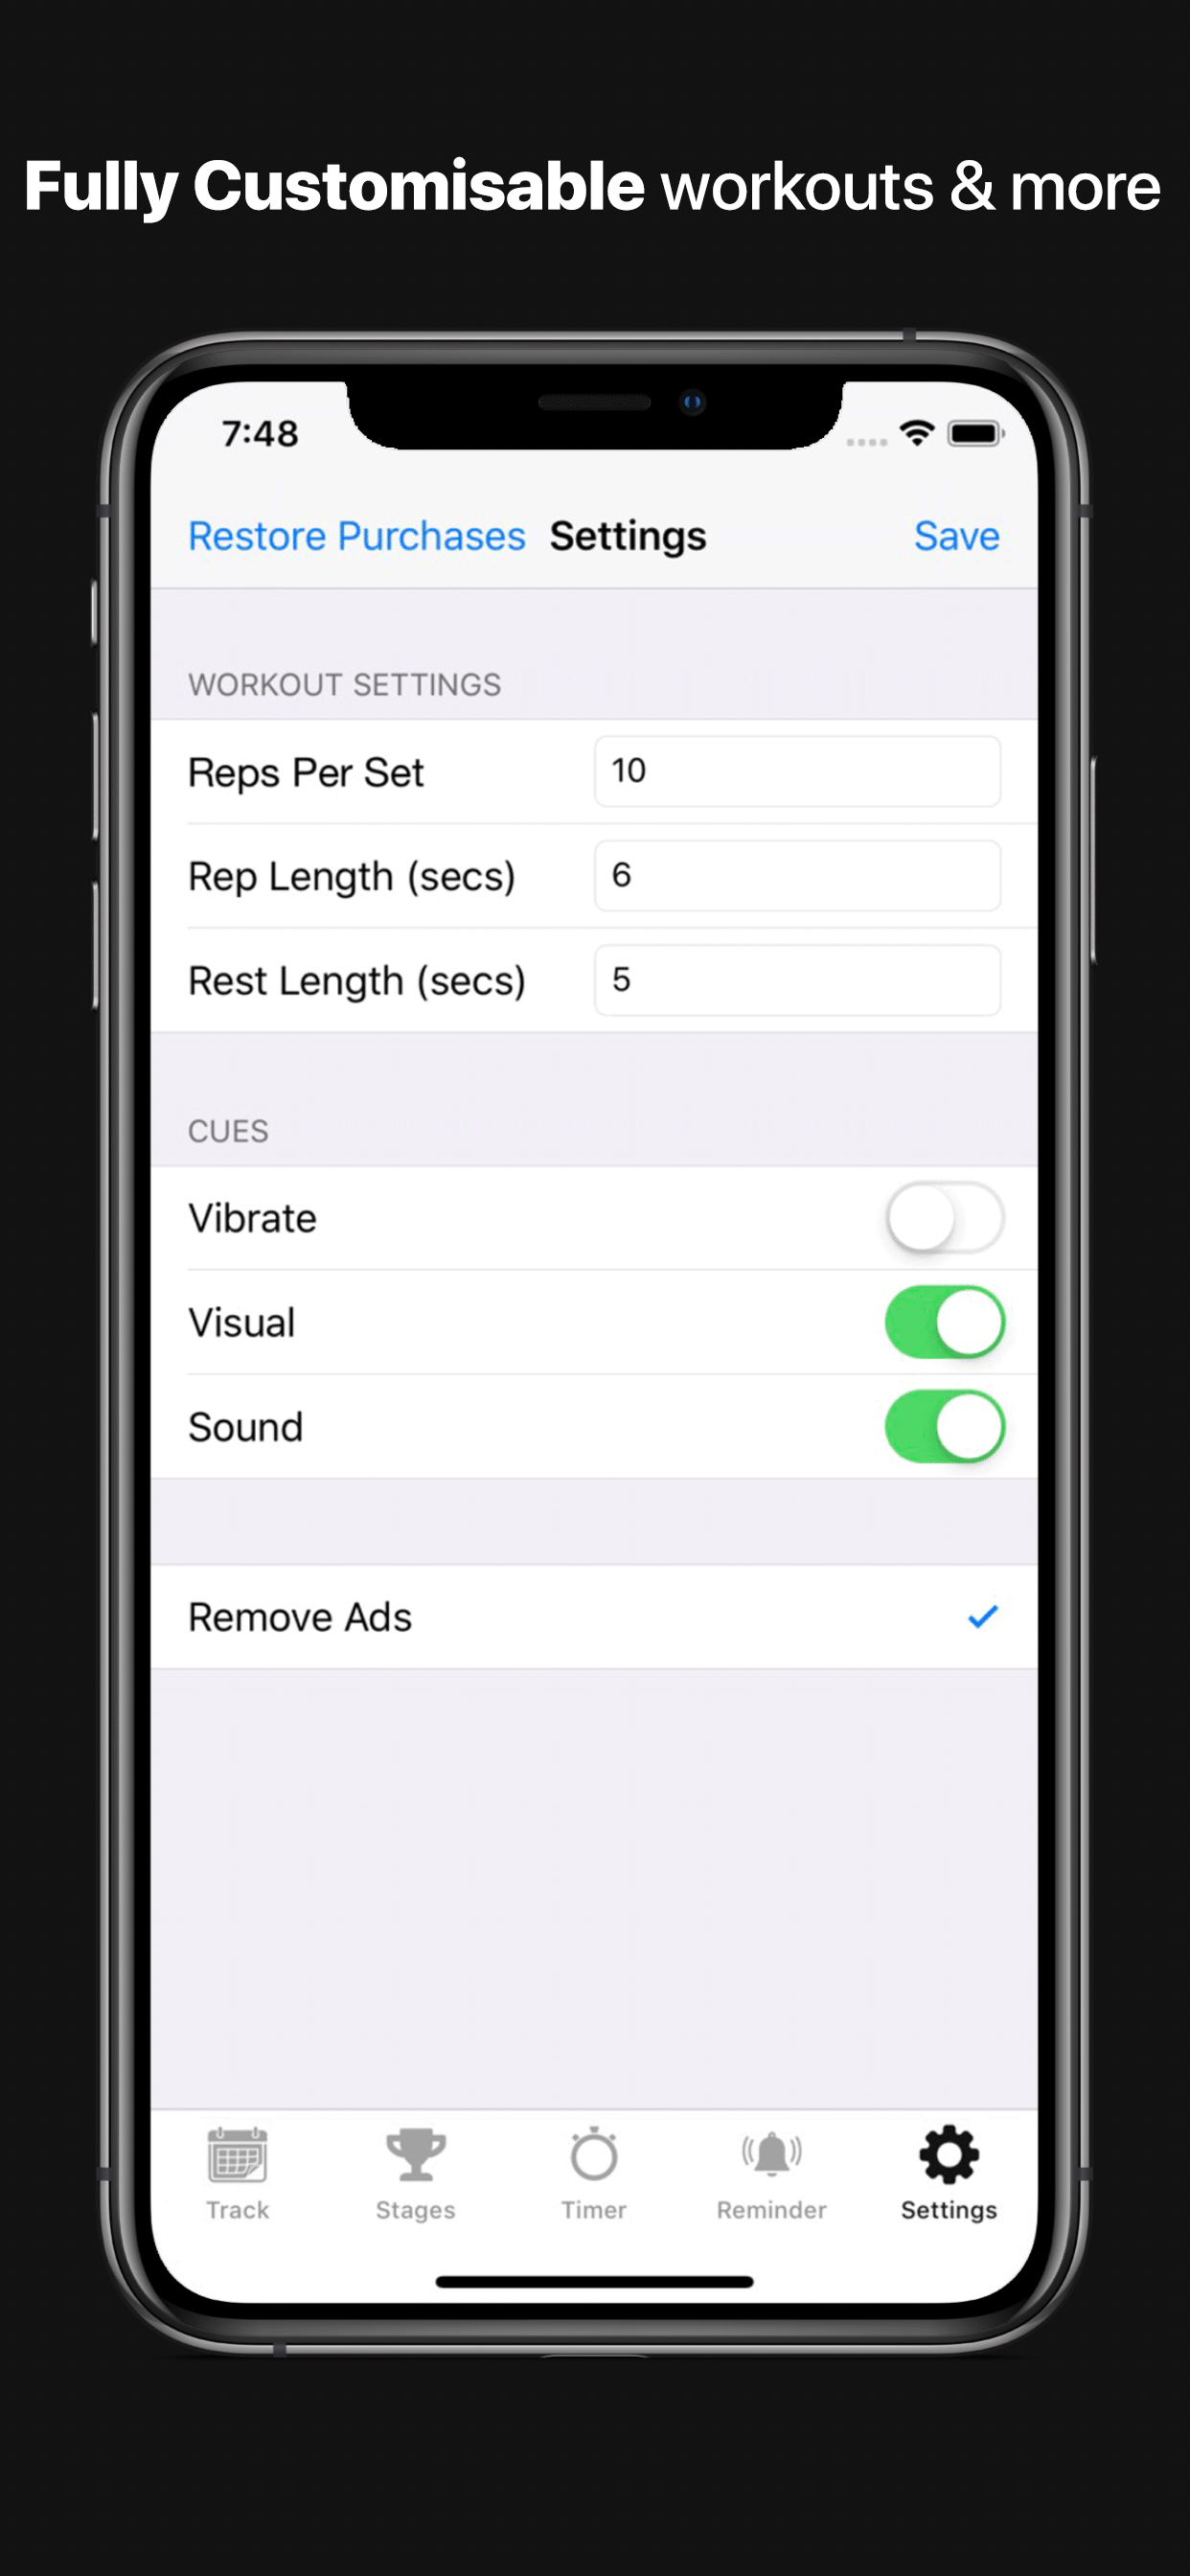 Fully Customisable workouts & more
7:48
Restore Purchases Settings Save
WORKOUT SETTINGS
Reps Per Set 10
Rep Length (secs) 6
Rest Length (secs) 5
CUES
Vibrate
Visual
Sound
Remove Ads
Track Stages Timer Reminder Settings